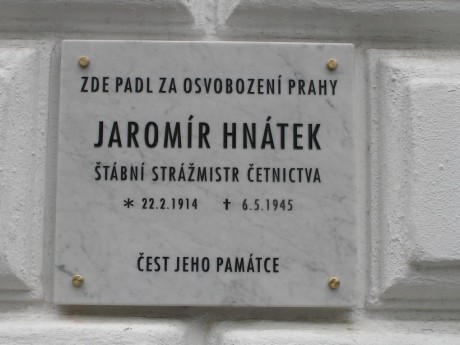 ZDE PADL ZA OSVOBOZENÍ PRAHY
JAROMÍR HNÁTEK
ŠTÁBNÍ STRÁŽMISTR ČETNICTVA
* 22.2.1914 ✝ 6.5.1945
ČEST JEHO PAMÁTCE